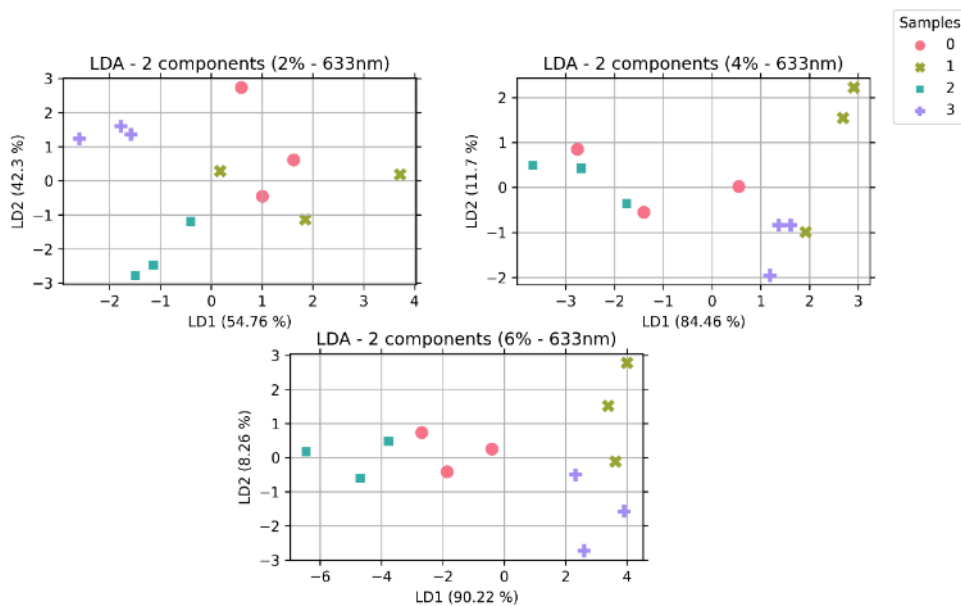 Samples
0
1
2
3
LDA - 2 components (2% - 633nm)
LD2 (42.3 %)
3
2
1
0
−1
−2
−3
−2 −1 0 1 2 3 4
LD1 (54.76 %)
LDA - 2 components (4% - 633nm)
LD2 (11.7 %)
2
1
0
−1
−2
−3 −2 −1 0 1 2 3
LD1 (84.46 %)
LDA - 2 components (6% - 633nm)
LD2 (8.26 %)
3
2
1
0
−1
−2
−3
−6 −4 −2 0 2 4
LD1 (90.22 %)